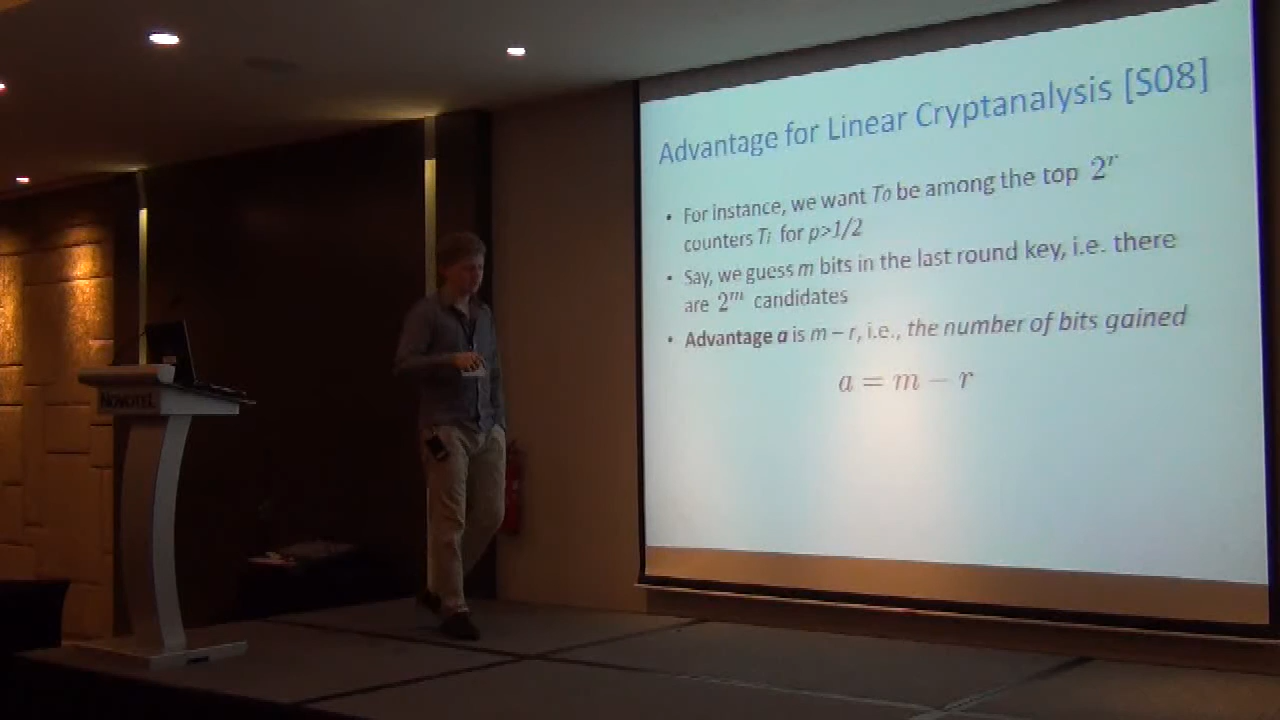 Advantage for Linear Cryptanalysis [S08]
• For instance, we want T0 be among the top 2^r
counters Ti for p>1/2
• Say, we guess m bits in the last round key, i.e. there
are 2^m candidates
• Advantage a is m – r, i.e., the number of bits gained
a = m − r
NOVOTEL